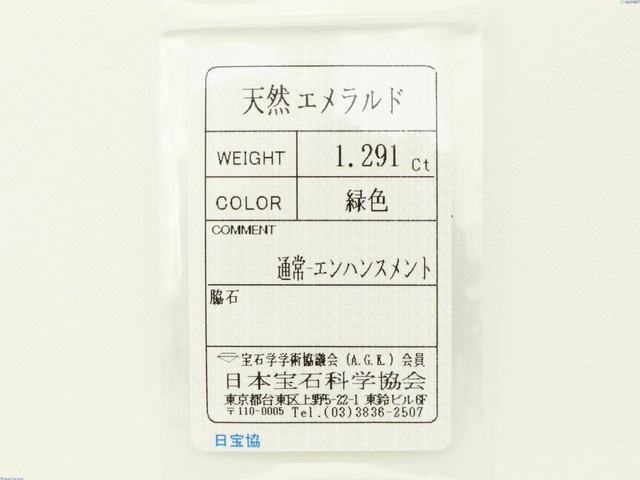 天然 エメラルド
WEIGHT 1.291 Ct
COLOR 緑色
COMMENT
通常-エンハンスメント
脇石
宝石学学術協議会 (A.G.K.) 会員
日本宝石科学協会
東京都台東区上野5-22-1 東鈴ビル6F
〒110-0005 Tel.(03)3836-2507
日宝協
AUCNET